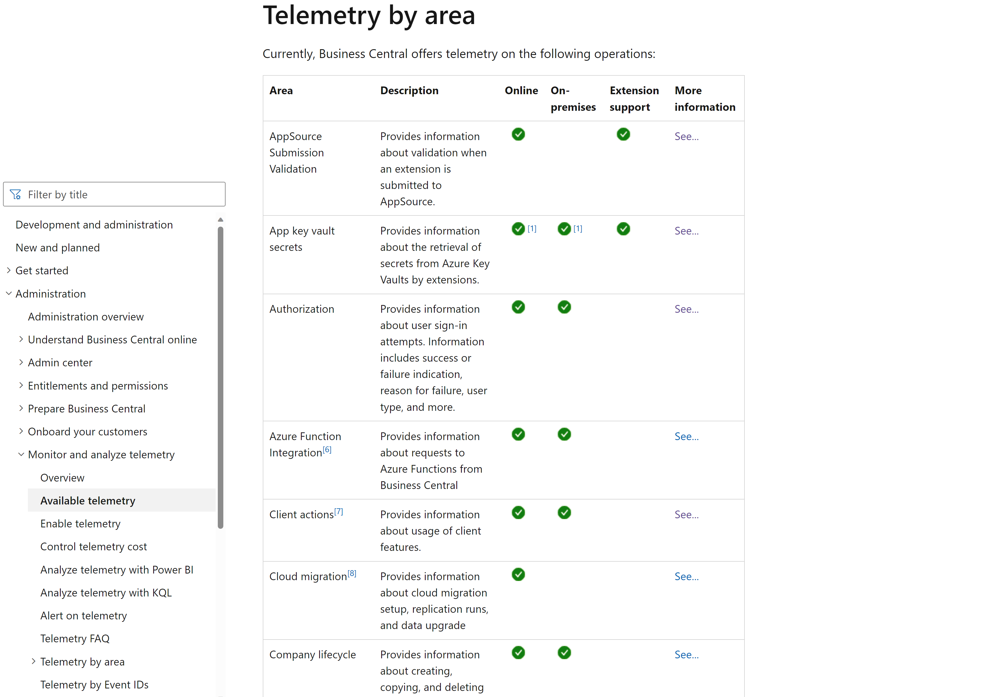 Telemetry by area
Currently, Business Central offers telemetry on the following operations:
Filter by title
Development and administration
New and planned
Get started
Administration
Administration overview
Understand Business Central online
Admin center
Entitlements and permissions
Prepare Business Central
Onboard your customers
Monitor and analyze telemetry
Overview
Available telemetry
Enable telemetry
Control telemetry cost
Analyze telemetry with Power BI
Analyze telemetry with KQL
Alert on telemetry
Telemetry FAQ
Telemetry by area
Telemetry by Event IDs
Area
Description
Online
On-
premises
Extension
support
More
information
AppSource
Submission
Validation
Provides information
about validation when
an extension is
submitted to
AppSource.
See...
App key vault
secrets
Provides information
about the retrieval of
secrets from Azure Key
Vaults by extensions.
[1]
[1]
See...
Authorization
Provides information
about user sign-in
attempts. Information
includes success or
failure indication,
reason for failure, user
type, and more.
See...
Azure Function
Integration[6]
Provides information
about requests to
Azure Functions from
Business Central
See...
Client actions[7]
Provides information
about usage of client
features.
See...
Cloud migration[8]
Provides information
about cloud migration
setup, replication runs,
and data upgrade
See...
Company lifecycle
Provides information
about creating,
copying, and deleting
See...